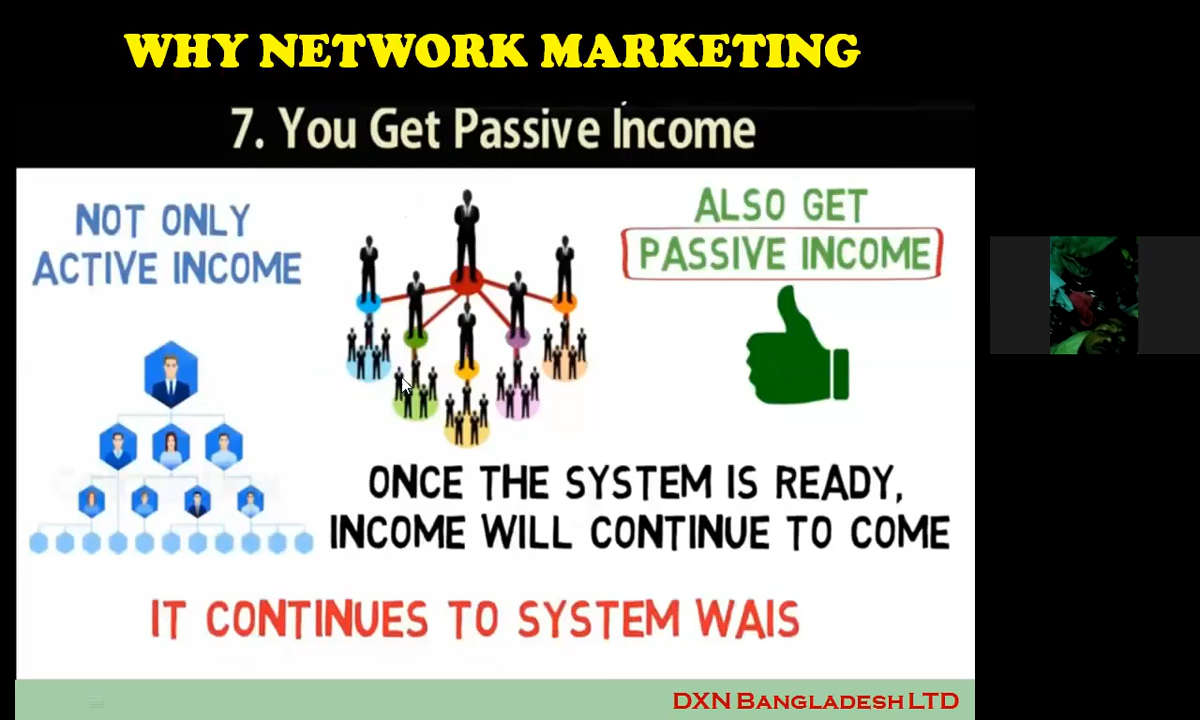 WHY NETWORK MARKETING
7. You Get Passive Income
NOT ONLY
ACTIVE INCOME
ALSO GET
PASSIVE INCOME
ONCE THE SYSTEM IS READY,
INCOME WILL CONTINUE TO COME
IT CONTINUES TO SYSTEM WAIS
DXN BANGLADESH LTD